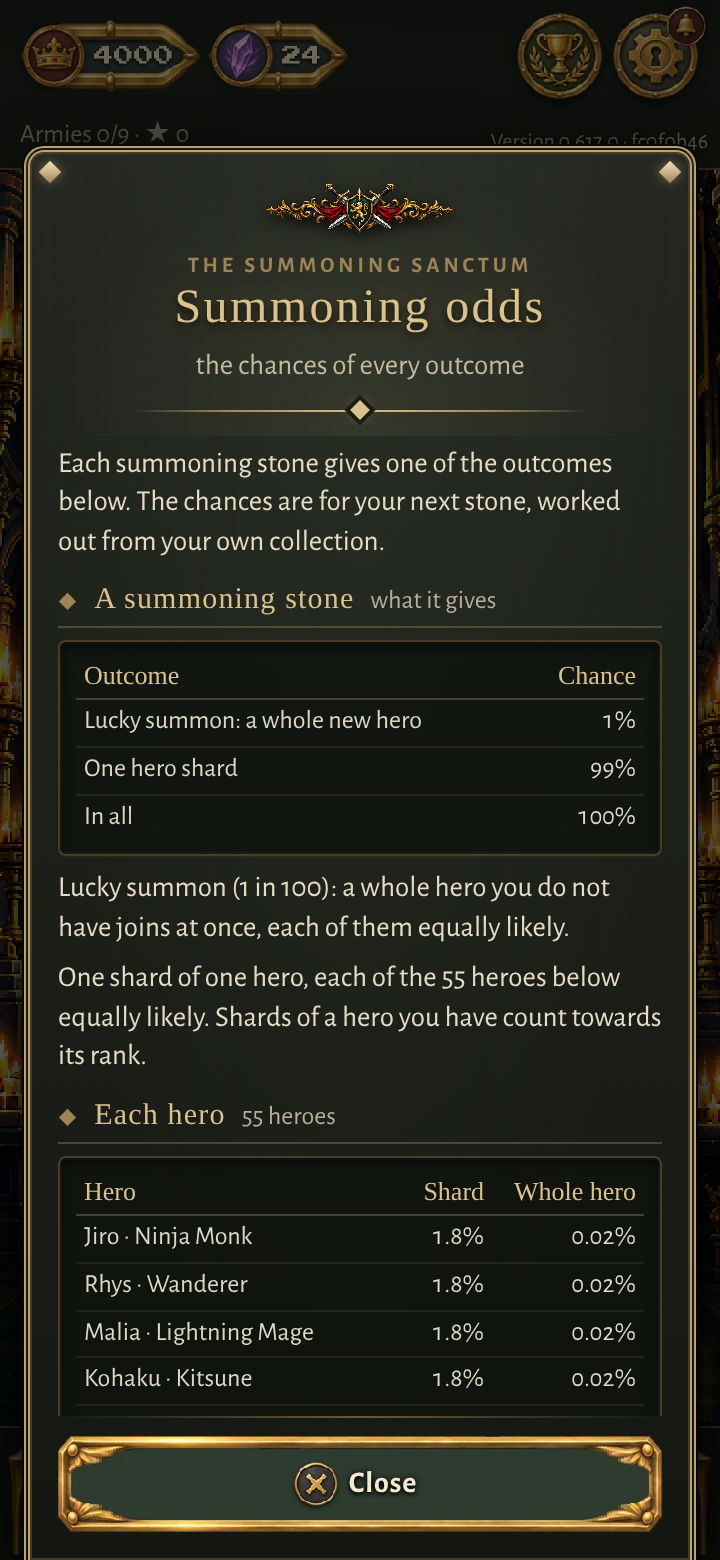 4000
24
Armies 0/9 · ★ 0
Version 0.617.0 · fc0f0b46
THE SUMMONING SANCTUM
Summoning odds
the chances of every outcome
Each summoning stone gives one of the outcomes
below. The chances are for your next stone, worked
out from your own collection.
A summoning stone what it gives
Outcome Chance
Lucky summon: a whole new hero 1%
One hero shard 99%
In all 100%
Lucky summon (1 in 100): a whole hero you do not
have joins at once, each of them equally likely.
One shard of one hero, each of the 55 heroes below
equally likely. Shards of a hero you have count towards
its rank.
Each hero 55 heroes
Hero Shard Whole hero
Jiro · Ninja Monk 1.8% 0.02%
Rhys · Wanderer 1.8% 0.02%
Malia · Lightning Mage 1.8% 0.02%
Kohaku · Kitsune 1.8% 0.02%
Close